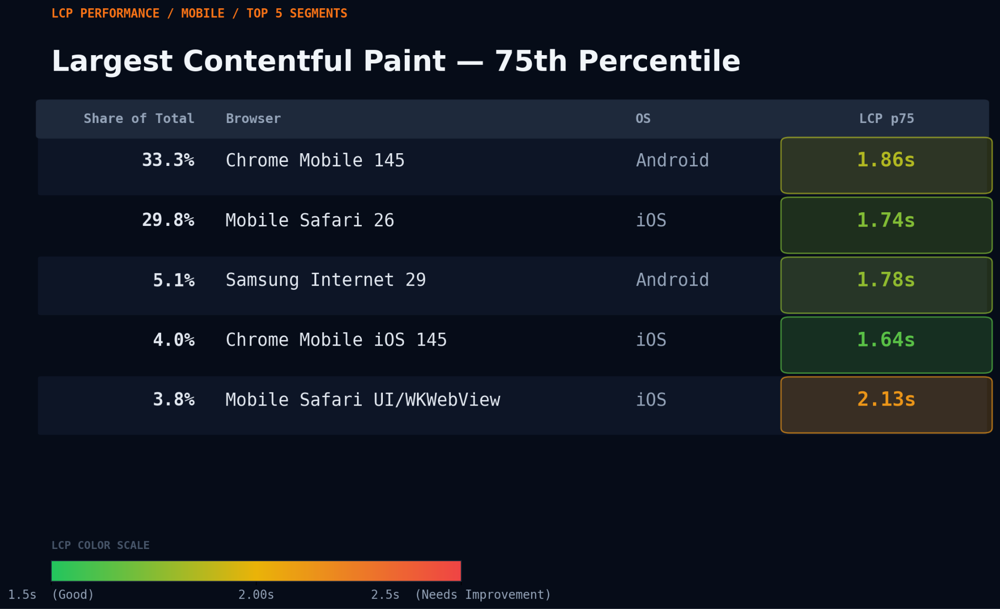 LCP PERFORMANCE / MOBILE / TOP 5 SEGMENTS
Largest Contentful Paint — 75th Percentile
Share of Total Browser OS LCP p75
33.3% Chrome Mobile 145 Android 1.86s
29.8% Mobile Safari 26 iOS 1.74s
5.1% Samsung Internet 29 Android 1.78s
4.0% Chrome Mobile iOS 145 iOS 1.64s
3.8% Mobile Safari UI/WKWebView iOS 2.13s
LCP COLOR SCALE
1.5s (Good) 2.00s 2.5s (Needs Improvement)